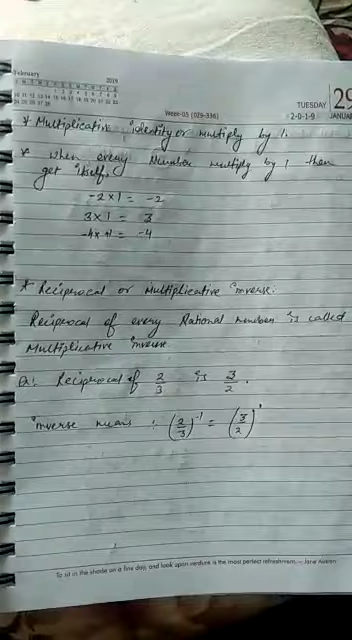 February 2019
Week-05 (029-336)
TUESDAY
2-0-1-9
29
JANUA
* Multiplicative identity or multiply by 1.
* When every Number multiply by 1 then
get itself.
-2 x 1 = -2
3 x 1 = 3
-4 x +1 = -4
* Reciprocal or Multiplicative inverse.
Reciprocal of every Rational number is called
Multiplicative inverse
Ex: Reciprocal of 2/3 is 3/2.
inverse means : (2/3)⁻¹ = (3/2)¹
To sit in the shade on a fine day, and look upon verdure is the most perfect refreshment. – Jane Austen